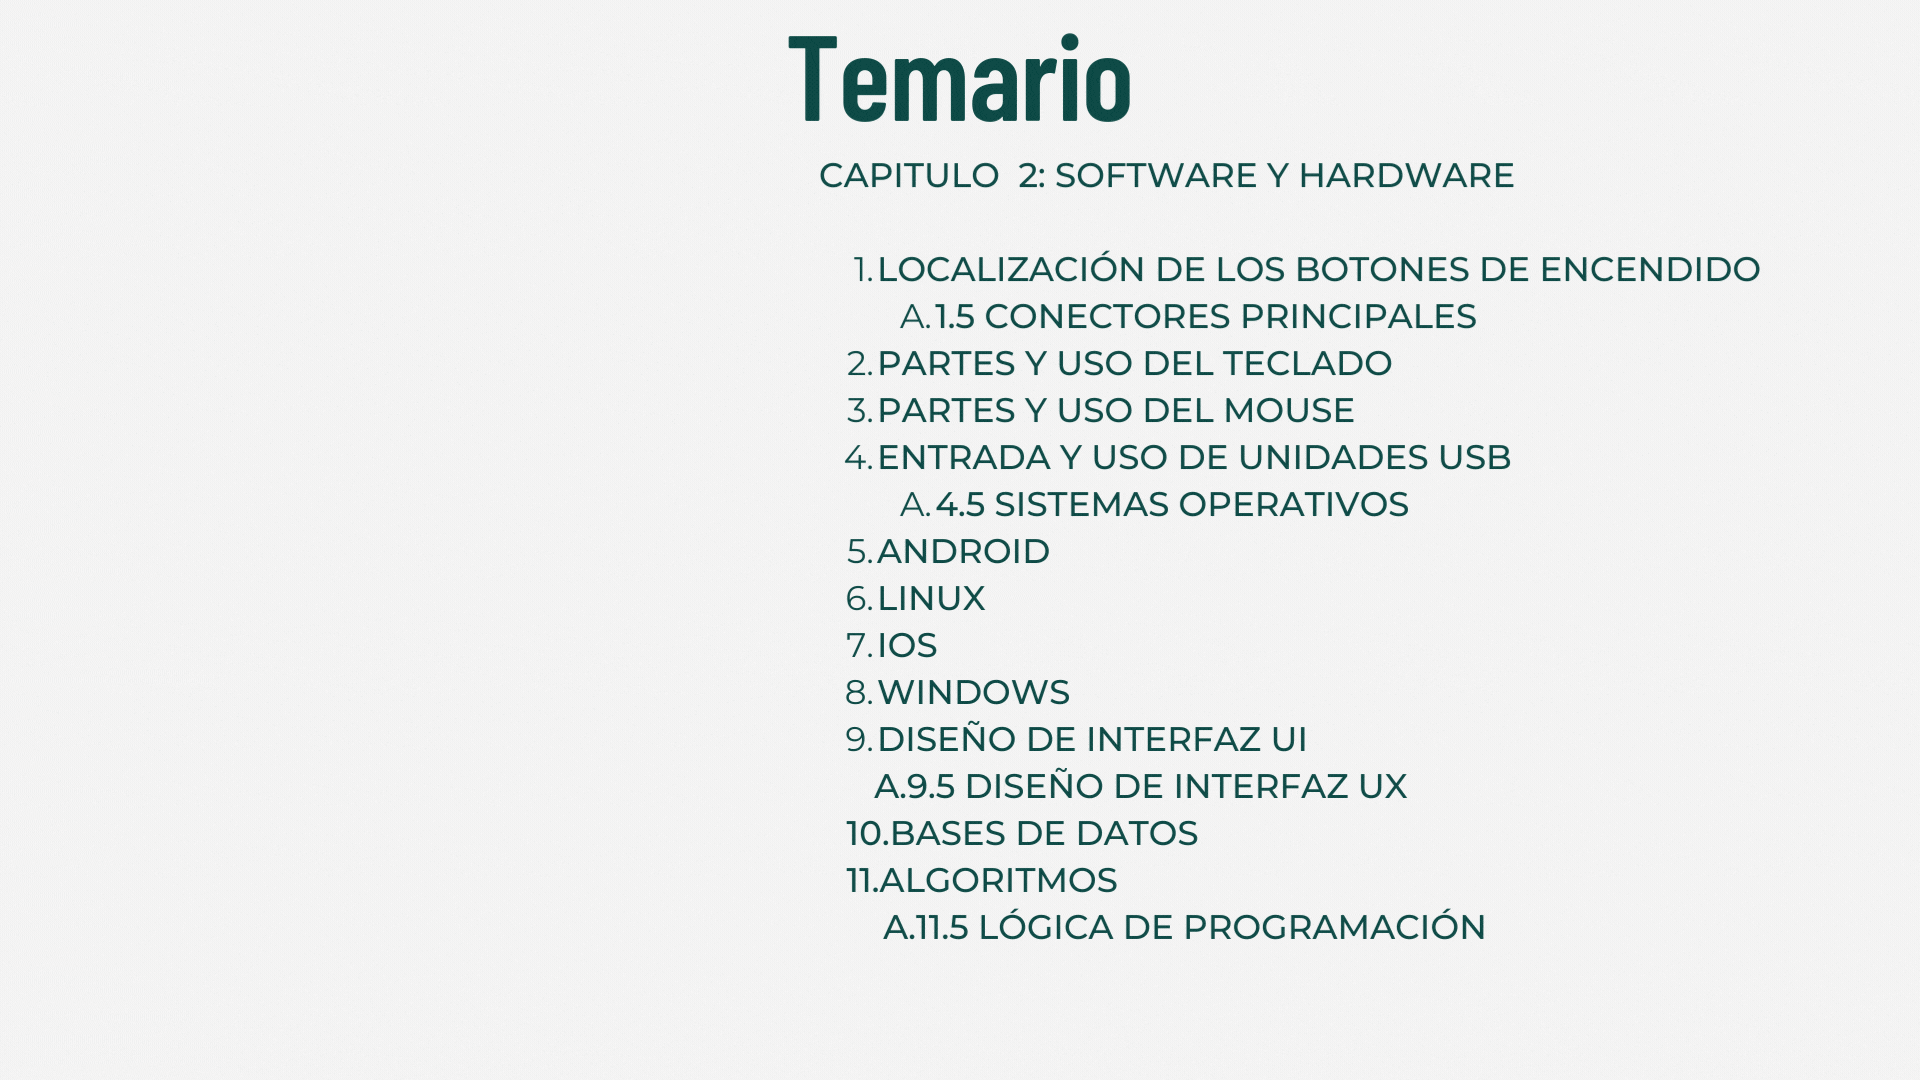 Temario
CAPITULO  2: SOFTWARE Y HARDWARE
1. LOCALIZACIÓN DE LOS BOTONES DE ENCENDIDO
A. 1.5 CONECTORES PRINCIPALES
2. PARTES Y USO DEL TECLADO
3. PARTES Y USO DEL MOUSE
4. ENTRADA Y USO DE UNIDADES USB
A. 4.5 SISTEMAS OPERATIVOS
5. ANDROID
6. LINUX
7. IOS
8. WINDOWS
9. DISEÑO DE INTERFAZ UI
A.9.5 DISEÑO DE INTERFAZ UX
10.BASES DE DATOS
11.ALGORITMOS
A.11.5 LÓGICA DE PROGRAMACIÓN